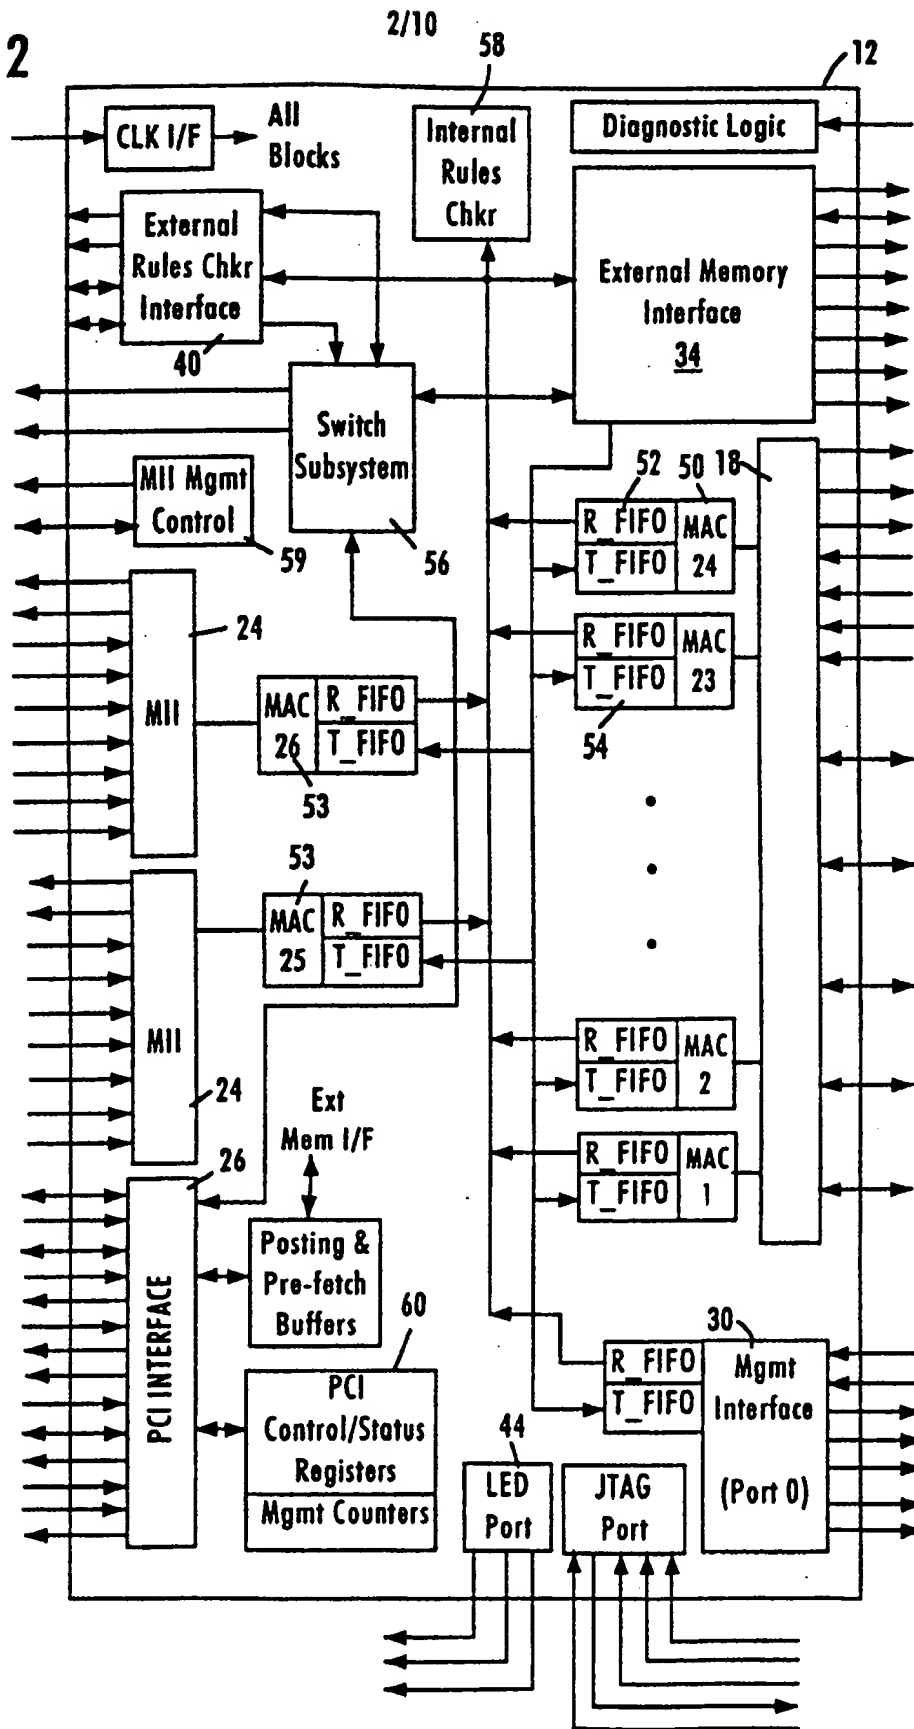 2/10
2
58
12
CLK I/F
All
Blocks
Internal
Rules
Chkr
Diagnostic Logic
External
Rules Chkr
Interface
40
External Memory
Interface
34
Switch
Subsystem
56
MII Mgmt
Control
59
52
50
18
R_FIFO
T_FIFO
MAC
24
R_FIFO
T_FIFO
MAC
23
54
24
MII
MAC
26
R_FIFO
T_FIFO
53
53
MAC
25
R_FIFO
T_FIFO
MII
24
R_FIFO
T_FIFO
MAC
2
R_FIFO
T_FIFO
MAC
1
Ext
Mem I/F
26
PCI INTERFACE
Posting &
Pre-fetch
Buffers
60
PCI
Control/Status
Registers
Mgmt Counters
30
R_FIFO
T_FIFO
Mgmt
Interface
(Port 0)
44
LED
Port
JTAG
Port